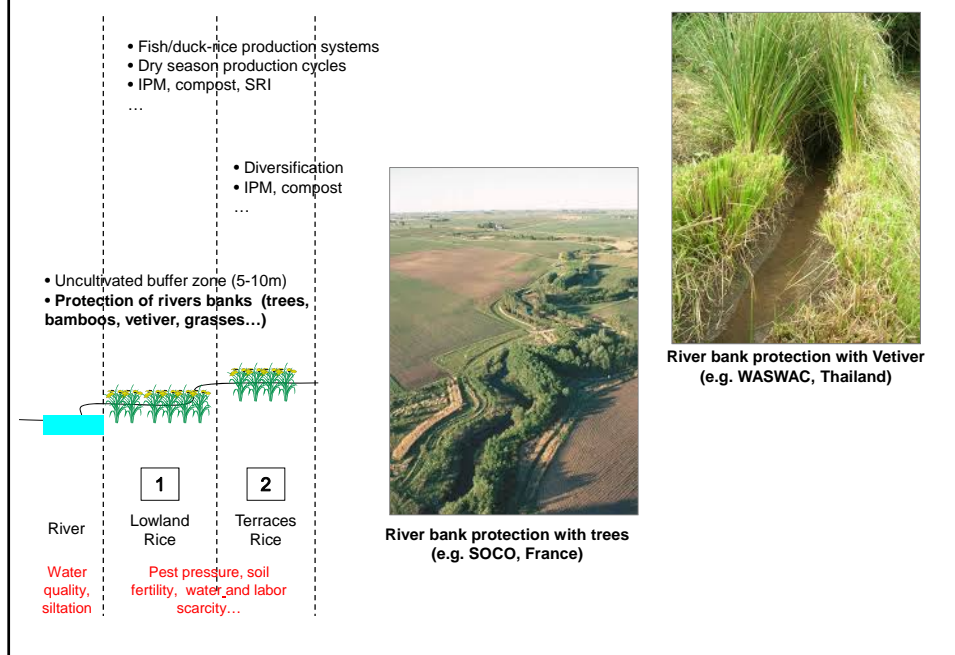 • Fish/duck-rice production systems
• Dry season production cycles
• IPM, compost, SRI
…
• Diversification
• IPM, compost
…
• Uncultivated buffer zone (5-10m)
• Protection of rivers banks (trees,
bamboos, vetiver, grasses…)
1
2
River
Lowland
Rice
Terraces
Rice
Water
quality,
siltation
Pest pressure, soil
fertility, water and labor
scarcity…
River bank protection with trees
(e.g. SOCO, France)
River bank protection with Vetiver
(e.g. WASWAC, Thailand)